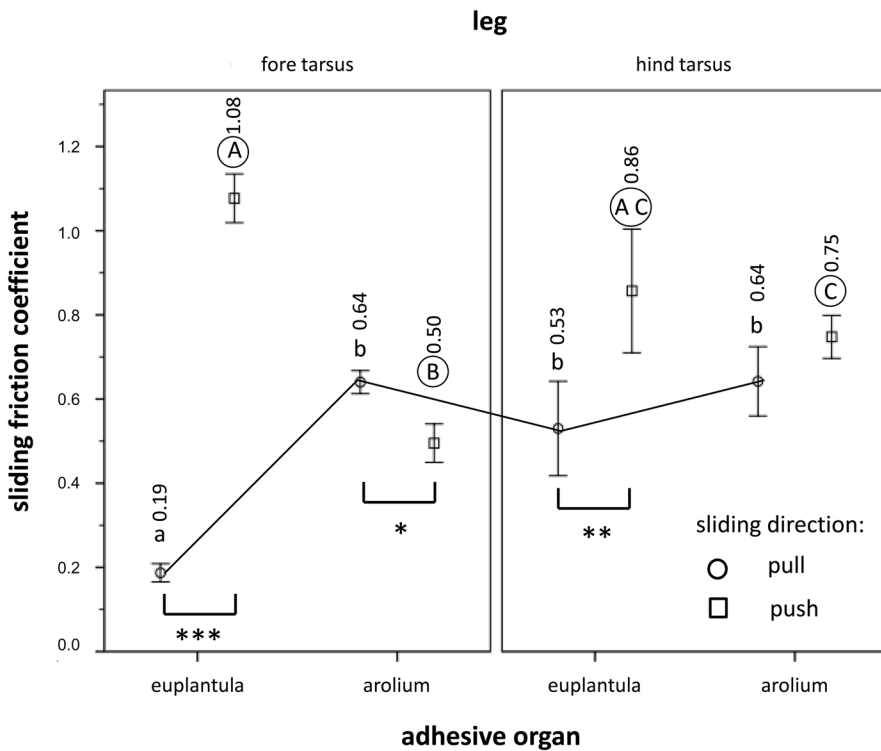 leg
fore tarsus
hind tarsus
sliding friction coefficient
1.2
1.0
0.8
0.6
0.4
0.2
0.0
a 0.19
A 1.08
b 0.64
B 0.50
b 0.53
A C 0.86
b 0.64
C 0.75
***
*
**
sliding direction:
pull
push
euplantula
arolium
euplantula
arolium
adhesive organ